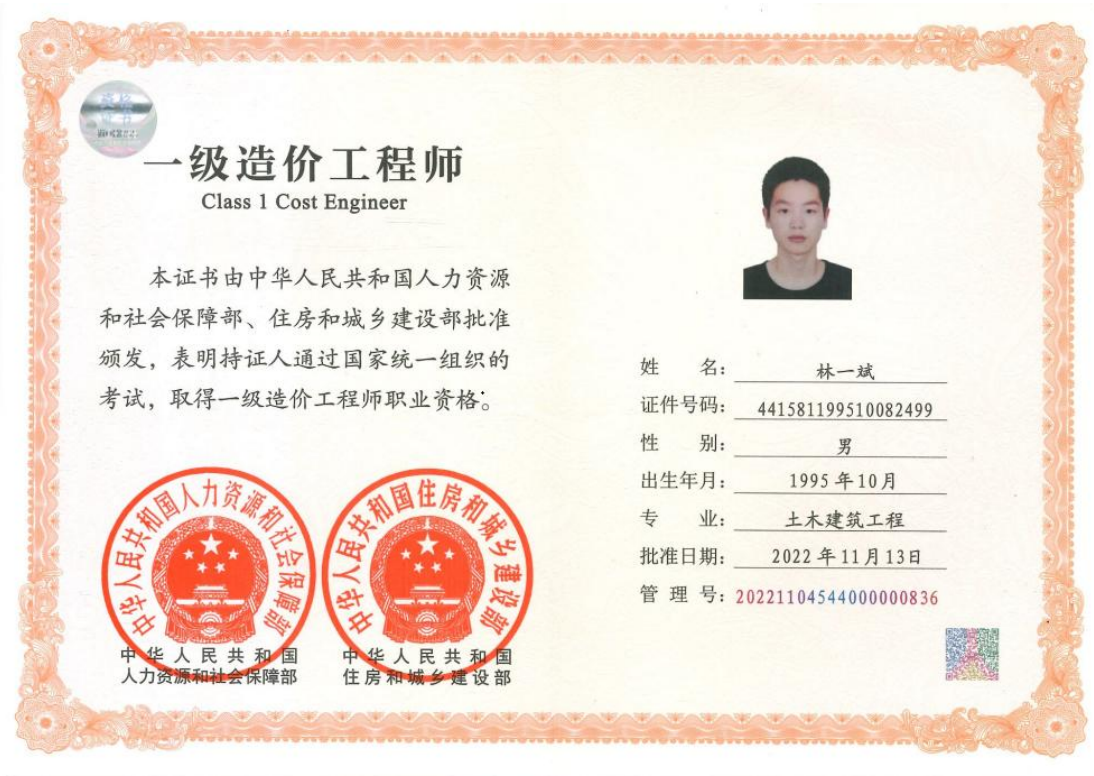 一级造价工程师
Class 1 Cost Engineer
本证书由中华人民共和国人力资源
和社会保障部、住房和城乡建设部批准
颁发，表明持证人通过国家统一组织的
考试，取得一级造价工程师职业资格。
中华人民共和国人力资源和社会保障部
中华人民共和国住房和城乡建设部
中华人民共和国
人力资源和社会保障部
中华人民共和国
住房和城乡建设部
姓　名：林一斌
证件号码：441581199510082499
性　别：男
出生年月：1995年10月
专　业：土木建筑工程
批准日期：2022年11月13日
管 理 号：20221104544000000836